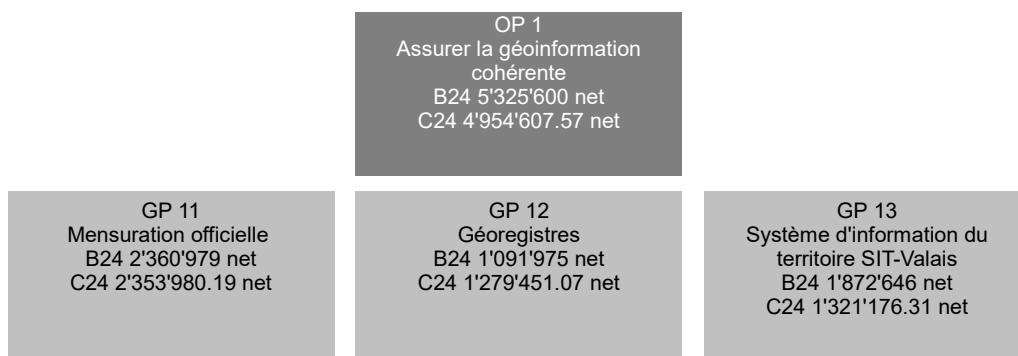 OP 1
Assurer la géoinformation
cohérente
B24 5'325'600 net
C24 4'954'607.57 net
GP 11
Mensuration officielle
B24 2'360'979 net
C24 2'353'980.19 net
GP 12
Géoregistres
B24 1'091'975 net
C24 1'279'451.07 net
GP 13
Système d'information du
territoire SIT-Valais
B24 1'872'646 net
C24 1'321'176.31 net